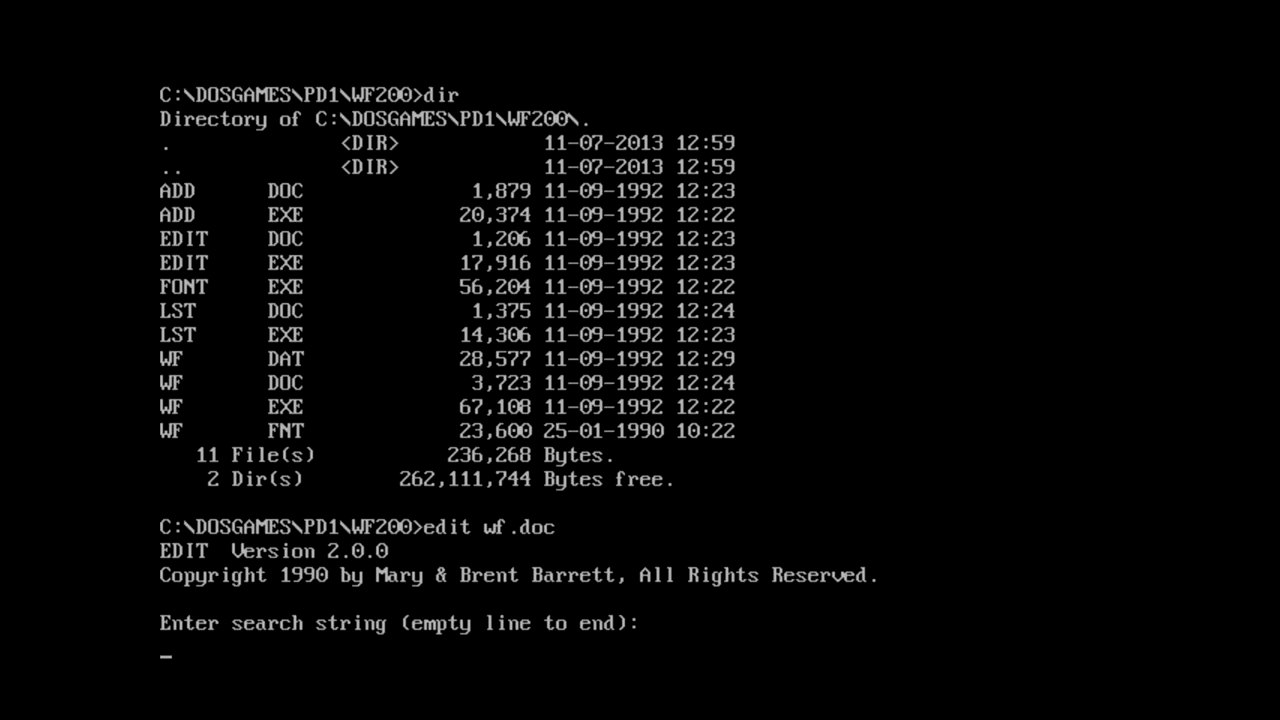 C:\DOSGAMES\PD1\WF200>dir
Directory of C:\DOSGAMES\PD1\WF200\.
. <DIR> 11-07-2013 12:59
.. <DIR> 11-07-2013 12:59
ADD DOC 1,879 11-09-1992 12:23
ADD EXE 20,374 11-09-1992 12:22
EDIT DOC 1,206 11-09-1992 12:23
EDIT EXE 17,916 11-09-1992 12:23
FONT EXE 56,204 11-09-1992 12:22
LST DOC 1,375 11-09-1992 12:24
LST EXE 14,306 11-09-1992 12:23
WF DAT 28,577 11-09-1992 12:29
WF DOC 3,723 11-09-1992 12:24
WF EXE 67,108 11-09-1992 12:22
WF FNT 23,600 25-01-1990 10:22
11 File(s) 236,268 Bytes.
2 Dir(s) 262,111,744 Bytes free.
C:\DOSGAMES\PD1\WF200>edit wf.doc
EDIT Version 2.0.0
Copyright 1990 by Mary & Brent Barrett, All Rights Reserved.
Enter search string (empty line to end):
_